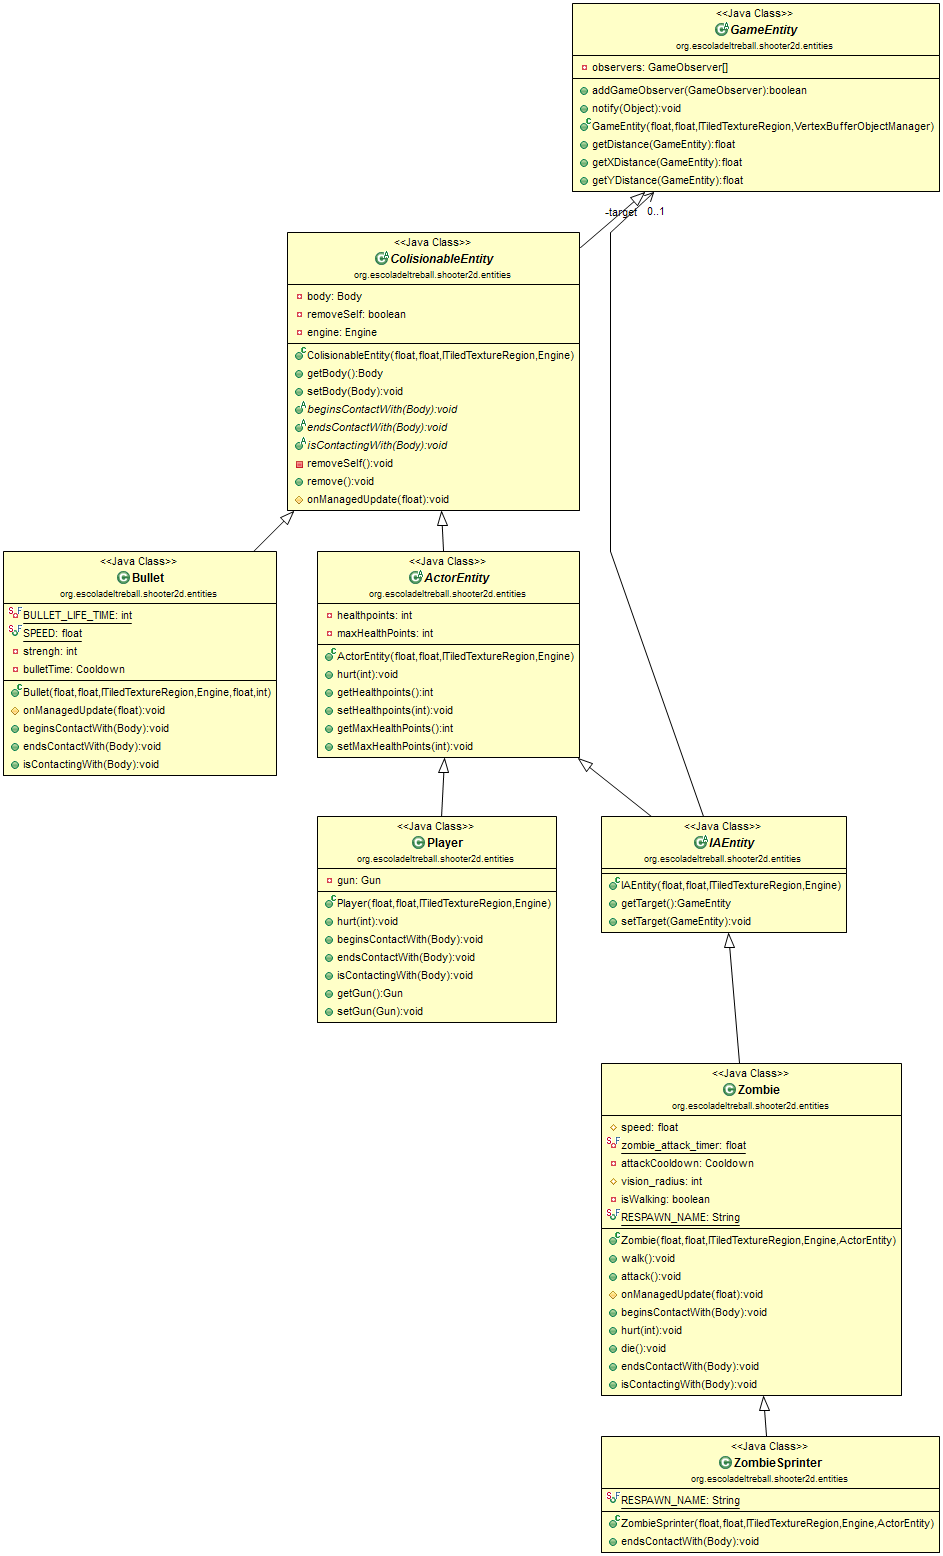 <<Java Class>>
GameEntity
org.escoladeltreball.shooter2d.entities
observers: GameObserver[]
addGameObserver(GameObserver):boolean
notify(Object):void
GameEntity(float,float,ITiledTextureRegion,VertexBufferObjectManager)
getDistance(GameEntity):float
getXDistance(GameEntity):float
getYDistance(GameEntity):float
-target 0..1
<<Java Class>>
ColisionableEntity
org.escoladeltreball.shooter2d.entities
body: Body
removeSelf: boolean
engine: Engine
ColisionableEntity(float,float,ITiledTextureRegion,Engine)
getBody():Body
setBody(Body):void
beginsContactWith(Body):void
endsContactWith(Body):void
isContactingWith(Body):void
removeSelf():void
remove():void
onManagedUpdate(float):void
<<Java Class>>
Bullet
org.escoladeltreball.shooter2d.entities
BULLET_LIFE_TIME: int
SPEED: float
strengh: int
bulletTime: Cooldown
Bullet(float,float,ITiledTextureRegion,Engine,float,int)
onManagedUpdate(float):void
beginsContactWith(Body):void
endsContactWith(Body):void
isContactingWith(Body):void
<<Java Class>>
ActorEntity
org.escoladeltreball.shooter2d.entities
healthpoints: int
maxHealthPoints: int
ActorEntity(float,float,ITiledTextureRegion,Engine)
hurt(int):void
getHealthpoints():int
setHealthpoints(int):void
getMaxHealthPoints():int
setMaxHealthPoints(int):void
<<Java Class>>
Player
org.escoladeltreball.shooter2d.entities
gun: Gun
Player(float,float,ITiledTextureRegion,Engine)
hurt(int):void
beginsContactWith(Body):void
endsContactWith(Body):void
isContactingWith(Body):void
getGun():Gun
setGun(Gun):void
<<Java Class>>
IAEntity
org.escoladeltreball.shooter2d.entities
IAEntity(float,float,ITiledTextureRegion,Engine)
getTarget():GameEntity
setTarget(GameEntity):void
<<Java Class>>
Zombie
org.escoladeltreball.shooter2d.entities
speed: float
zombie_attack_timer: float
attackCooldown: Cooldown
vision_radius: int
isWalking: boolean
RESPAWN_NAME: String
Zombie(float,float,ITiledTextureRegion,Engine,ActorEntity)
walk():void
attack():void
onManagedUpdate(float):void
beginsContactWith(Body):void
hurt(int):void
die():void
endsContactWith(Body):void
isContactingWith(Body):void
<<Java Class>>
ZombieSprinter
org.escoladeltreball.shooter2d.entities
RESPAWN_NAME: String
ZombieSprinter(float,float,ITiledTextureRegion,Engine,ActorEntity)
endsContactWith(Body):void